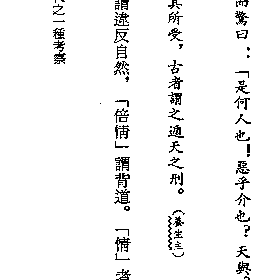 驚曰：「是何人也！惡乎介也？天與、
其所受，古者謂之遁天之刑。（養生主）
謂違反自然，「倍情」謂背道。「情」者
之一種考察